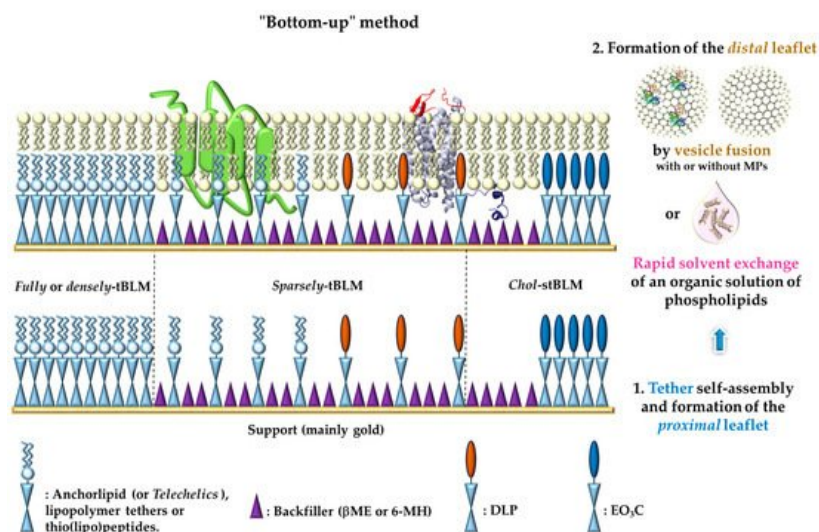 "Bottom-up" method
2. Formation of the distal leaflet
by vesicle fusion
with or without MPs
or
Rapid solvent exchange
of an organic solution of
phospholipids
Fully or densely-tBLM
Sparsely-tBLM
Chol-stBLM
1. Tether self-assembly
and formation of the
proximal leaflet
Support (mainly gold)
: Anchorlipid (or Telechelics),
lipopolymer tethers or
thio(lipo)peptides.
: Backfiller (βME or 6-MH)
: DLP
: EO₃C